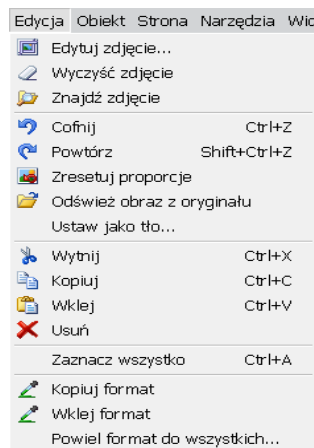 Edycja Obiekt Strona Narzędzia
Edytuj zdjęcie...
Wyczyść zdjęcie
Znajdź zdjęcie
Cofnij Ctrl+Z
Powtórz Shift+Ctrl+Z
Zresetuj proporcje
Odśwież obraz z oryginału
Ustaw jako tło...
Wytnij Ctrl+X
Kopiuj Ctrl+C
Wklej Ctrl+V
Usuń
Zaznacz wszystko Ctrl+A
Kopiuj format
Wklej format
Powiel format do wszystkich...